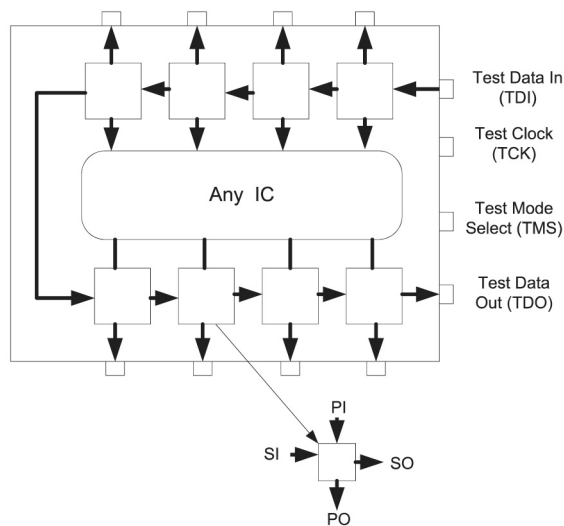 Test Data In
(TDI)
Test Clock
(TCK)
Any IC
Test Mode
Select (TMS)
Test Data
Out (TDO)
PI
SI
SO
PO